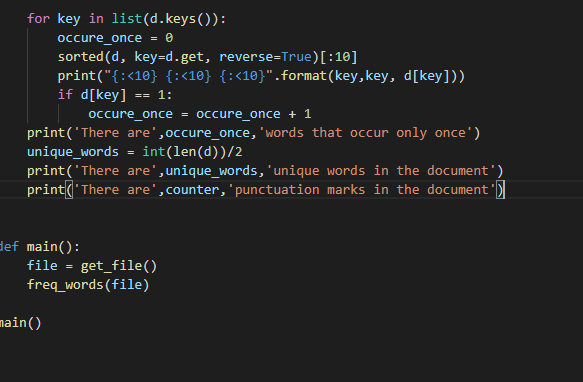 for key in list(d.keys()):
occure_once = 0
sorted(d, key=d.get, reverse=True)[:10]
print("{:<10} {:<10} {:<10}".format(key,key, d[key]))
if d[key] == 1:
occure_once = occure_once + 1
print('There are',occure_once,'words that occur only once')
unique_words = int(len(d))/2
print('There are',unique_words,'unique words in the document')
print('There are',counter,'punctuation marks in the document')
def main():
file = get_file()
freq_words(file)
main()